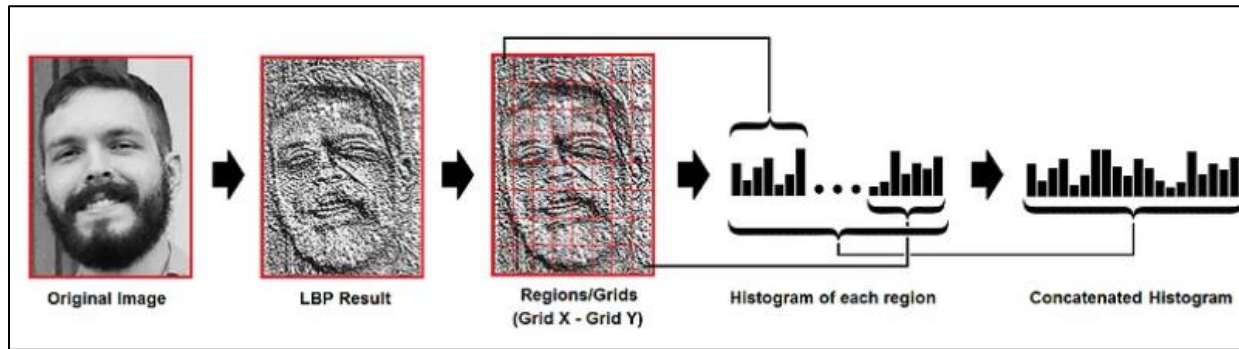 Original Image
LBP Result
Regions/Grids
(Grid X - Grid Y)
Histogram of each region
Concatenated Histogram